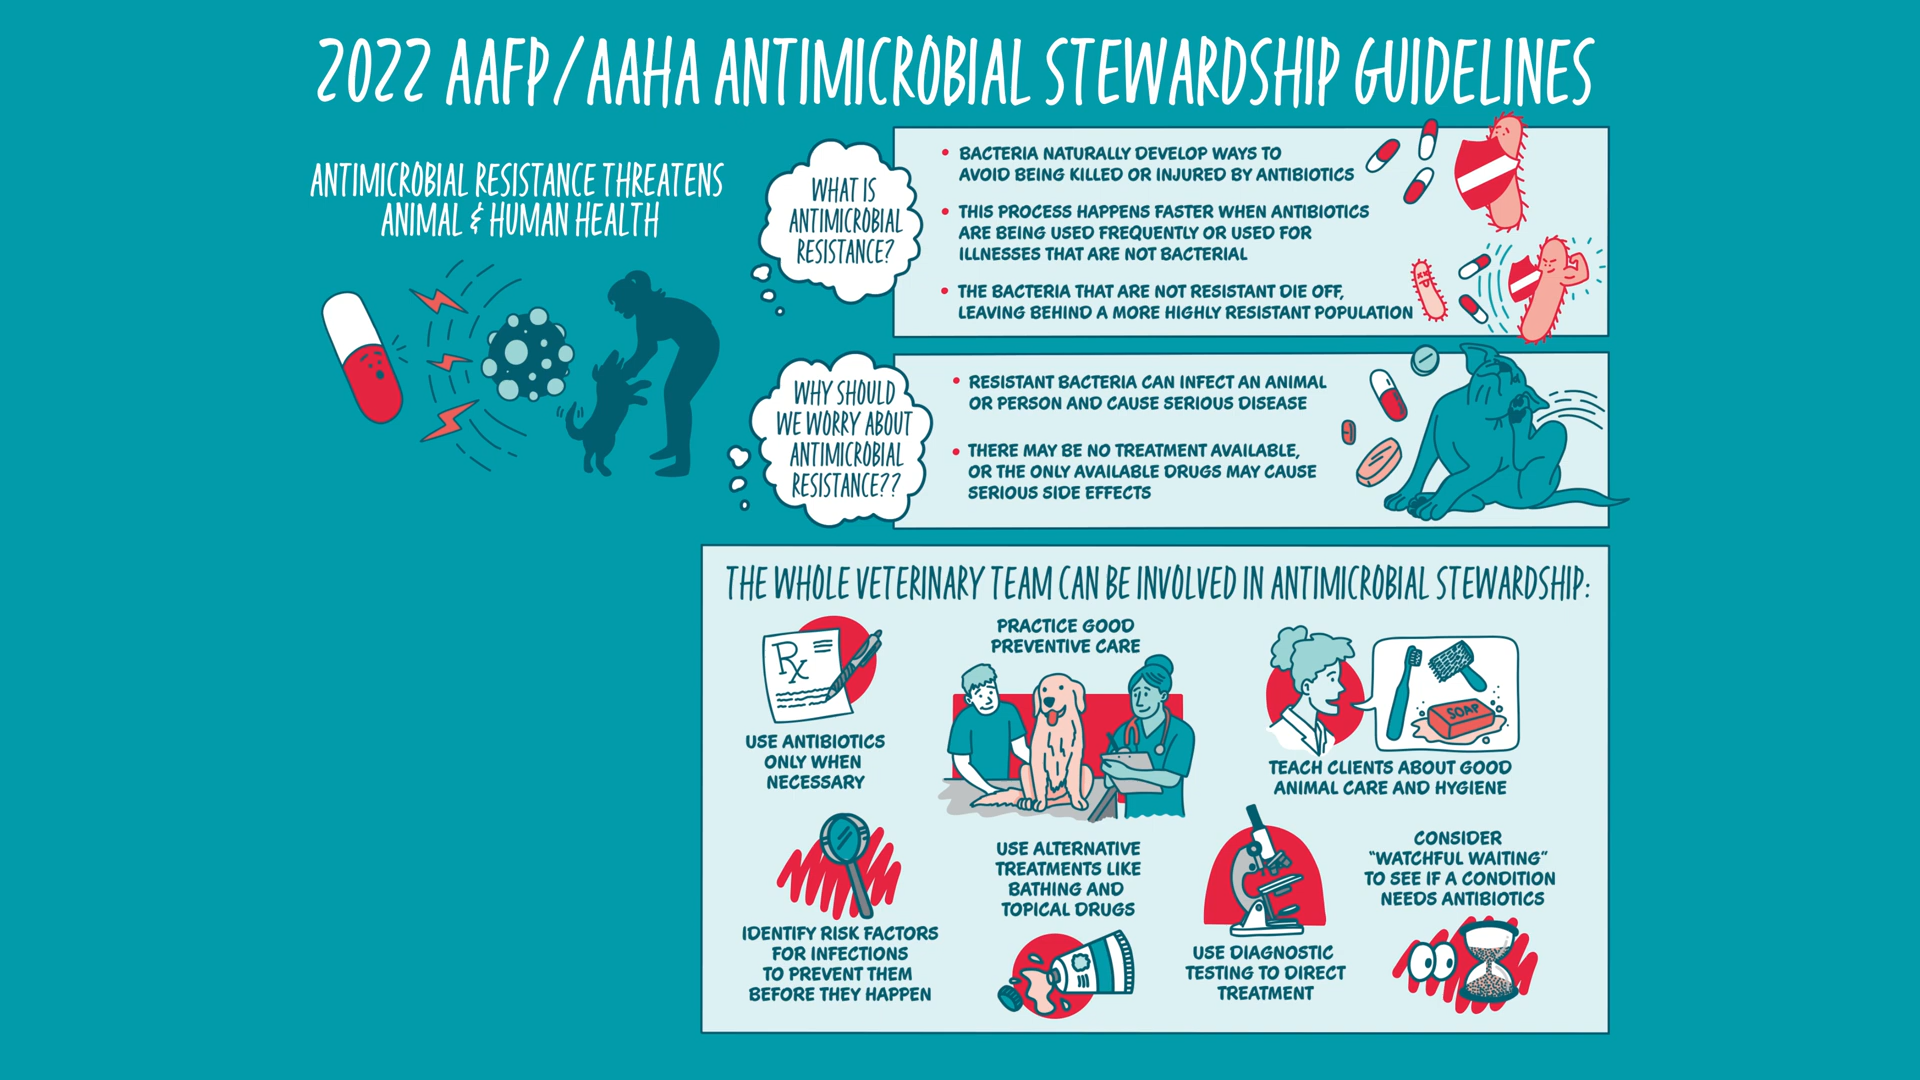 2022 AAFP/AAHA ANTIMICROBIAL STEWARDSHIP GUIDELINES
ANTIMICROBIAL RESISTANCE THREATENS
ANIMAL & HUMAN HEALTH
WHAT IS
ANTIMICROBIAL
RESISTANCE?
• BACTERIA NATURALLY DEVELOP WAYS TO
AVOID BEING KILLED OR INJURED BY ANTIBIOTICS
• THIS PROCESS HAPPENS FASTER WHEN ANTIBIOTICS
ARE BEING USED FREQUENTLY OR USED FOR
ILLNESSES THAT ARE NOT BACTERIAL
• THE BACTERIA THAT ARE NOT RESISTANT DIE OFF,
LEAVING BEHIND A MORE HIGHLY RESISTANT POPULATION
WHY SHOULD
WE WORRY ABOUT
ANTIMICROBIAL
RESISTANCE??
• RESISTANT BACTERIA CAN INFECT AN ANIMAL
OR PERSON AND CAUSE SERIOUS DISEASE
• THERE MAY BE NO TREATMENT AVAILABLE,
OR THE ONLY AVAILABLE DRUGS MAY CAUSE
SERIOUS SIDE EFFECTS
THE WHOLE VETERINARY TEAM CAN BE INVOLVED IN ANTIMICROBIAL STEWARDSHIP:
Rx
USE ANTIBIOTICS
ONLY WHEN
NECESSARY
PRACTICE GOOD
PREVENTIVE CARE
SOAP
TEACH CLIENTS ABOUT GOOD
ANIMAL CARE AND HYGIENE
IDENTIFY RISK FACTORS
FOR INFECTIONS
TO PREVENT THEM
BEFORE THEY HAPPEN
USE ALTERNATIVE
TREATMENTS LIKE
BATHING AND
TOPICAL DRUGS
USE DIAGNOSTIC
TESTING TO DIRECT
TREATMENT
CONSIDER
"WATCHFUL WAITING"
TO SEE IF A CONDITION
NEEDS ANTIBIOTICS